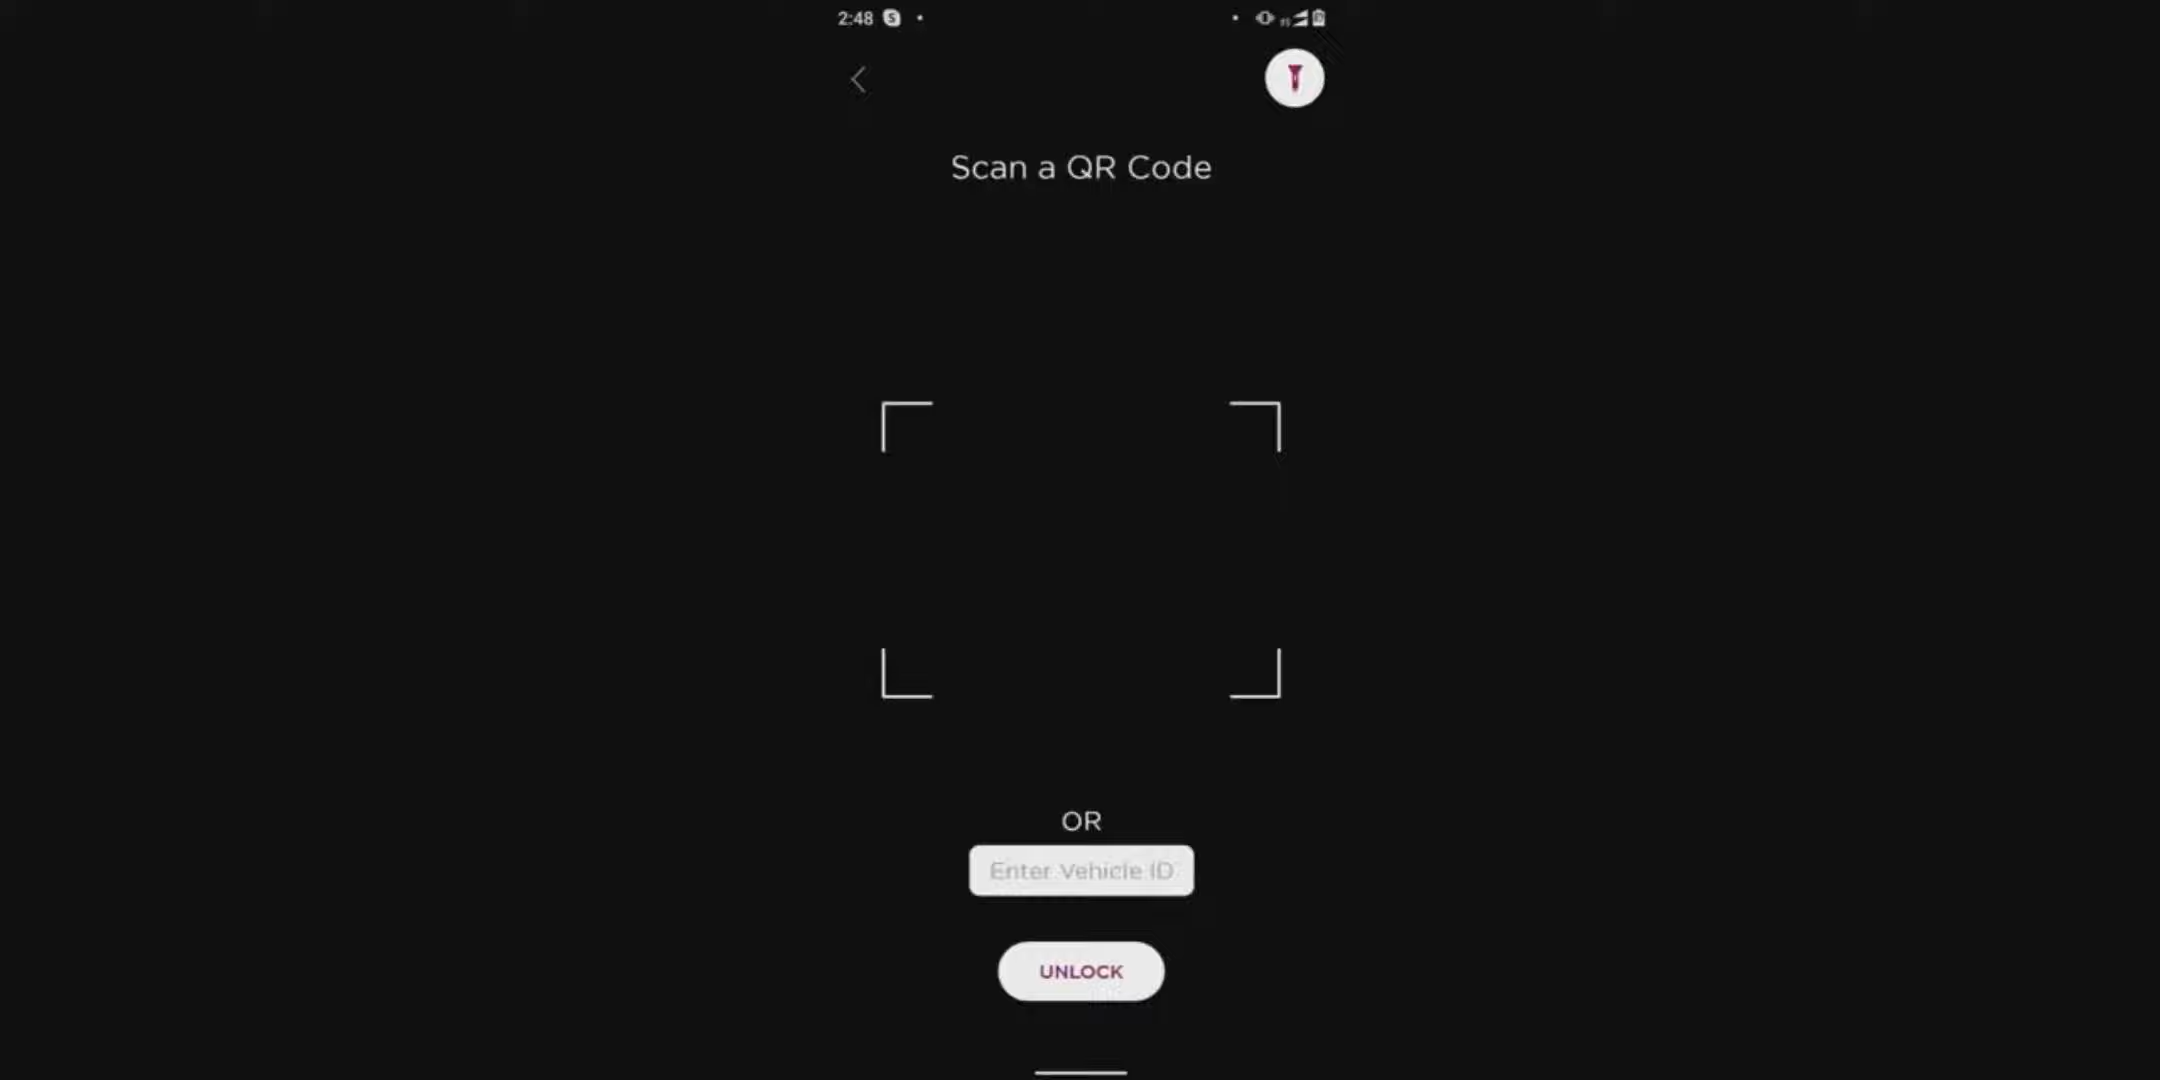 2:48
Scan a QR Code
OR
Enter Vehicle ID
UNLOCK